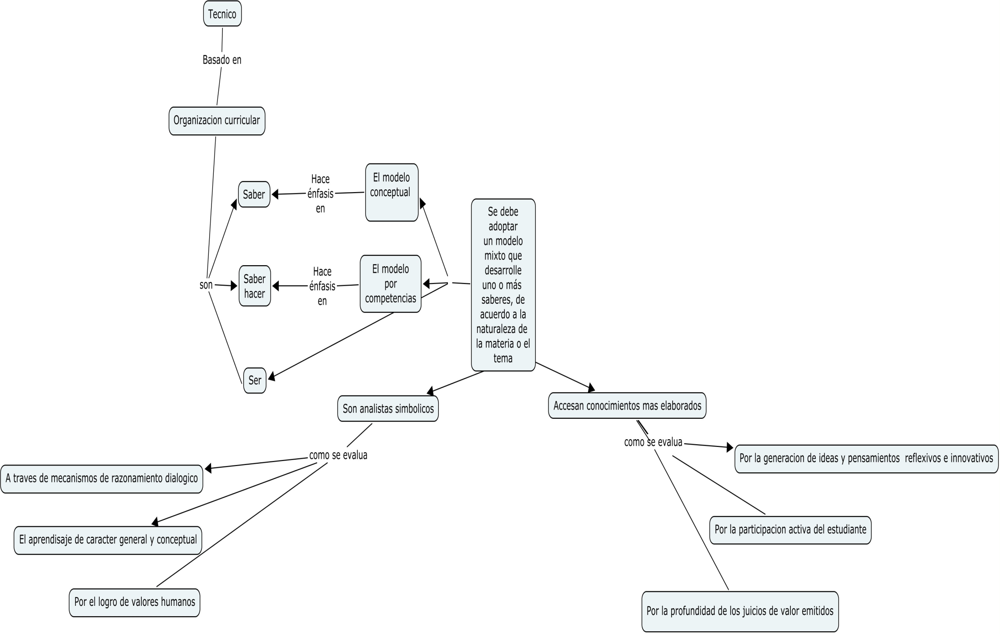 Tecnico
Basado en
Organizacion curricular
son
Saber
Hace
énfasis
en
El modelo
conceptual
Saber
hacer
Hace
énfasis
en
El modelo
por
competencias
Ser
Se debe
adoptar
un modelo
mixto que
desarrolle
uno o más
saberes, de
acuerdo a la
naturaleza de
la materia o el
tema
Son analistas simbolicos
como se evalua
A traves de mecanismos de razonamiento dialogico
El aprendisaje de caracter general y conceptual
Por el logro de valores humanos
Accesan conocimientos mas elaborados
como se evalua
Por la generacion de ideas y pensamientos  reflexivos e innovativos
Por la participacion activa del estudiante
Por la profundidad de los juicios de valor emitidos